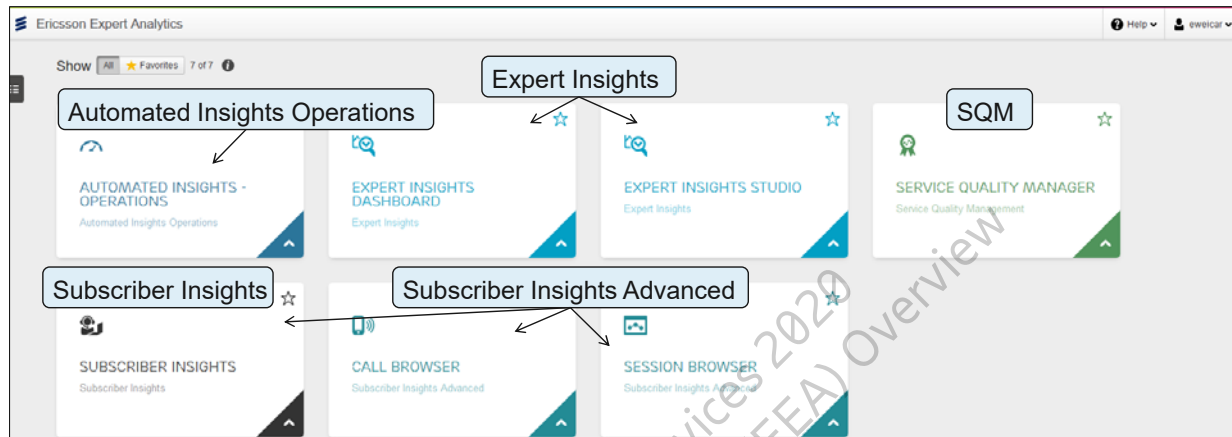 Ericsson Expert Analytics
Help
eweicar
Show All Favorites 7 of 7
Expert Insights
Automated Insights Operations
SQM
AUTOMATED INSIGHTS -
OPERATIONS
Automated Insights Operations
EXPERT INSIGHTS
DASHBOARD
Expert Insights
EXPERT INSIGHTS STUDIO
Expert Insights
SERVICE QUALITY MANAGER
Service Quality Management
Subscriber Insights
Subscriber Insights Advanced
SUBSCRIBER INSIGHTS
Subscriber Insights
CALL BROWSER
Subscriber Insights Advanced
SESSION BROWSER
Subscriber Insights Advanced
2020
(EEA) Overview